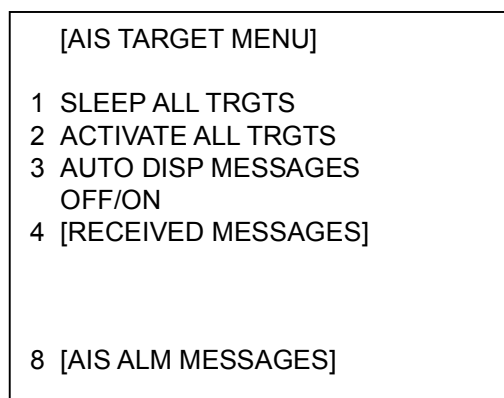 [AIS TARGET MENU]
1 SLEEP ALL TRGTS
2 ACTIVATE ALL TRGTS
3 AUTO DISP MESSAGES
OFF/ON
4 [RECEIVED MESSAGES]
8 [AIS ALM MESSAGES]